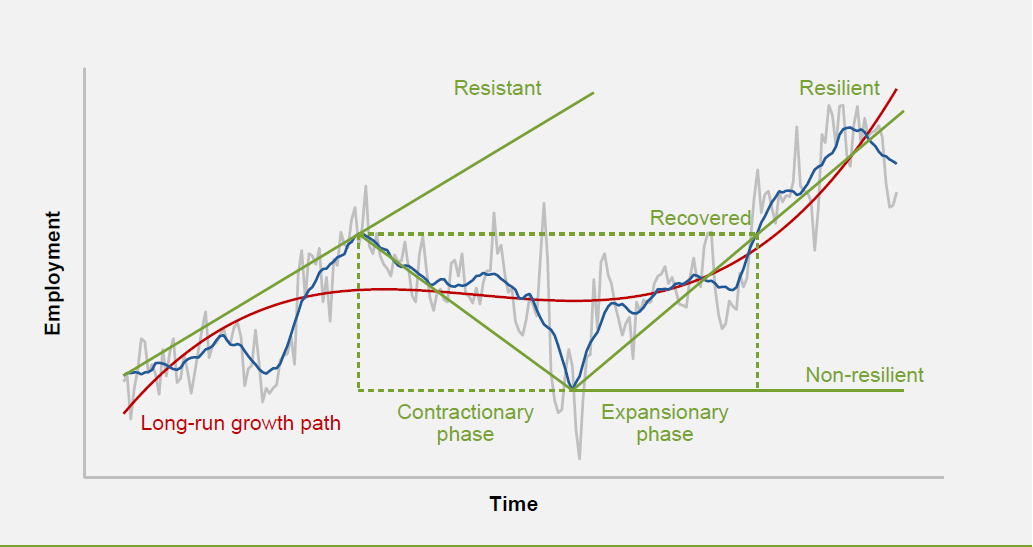 Resistant
Resilient
Recovered
Employment
Non-resilient
Long-run growth path
Contractionary
phase
Expansionary
phase
Time